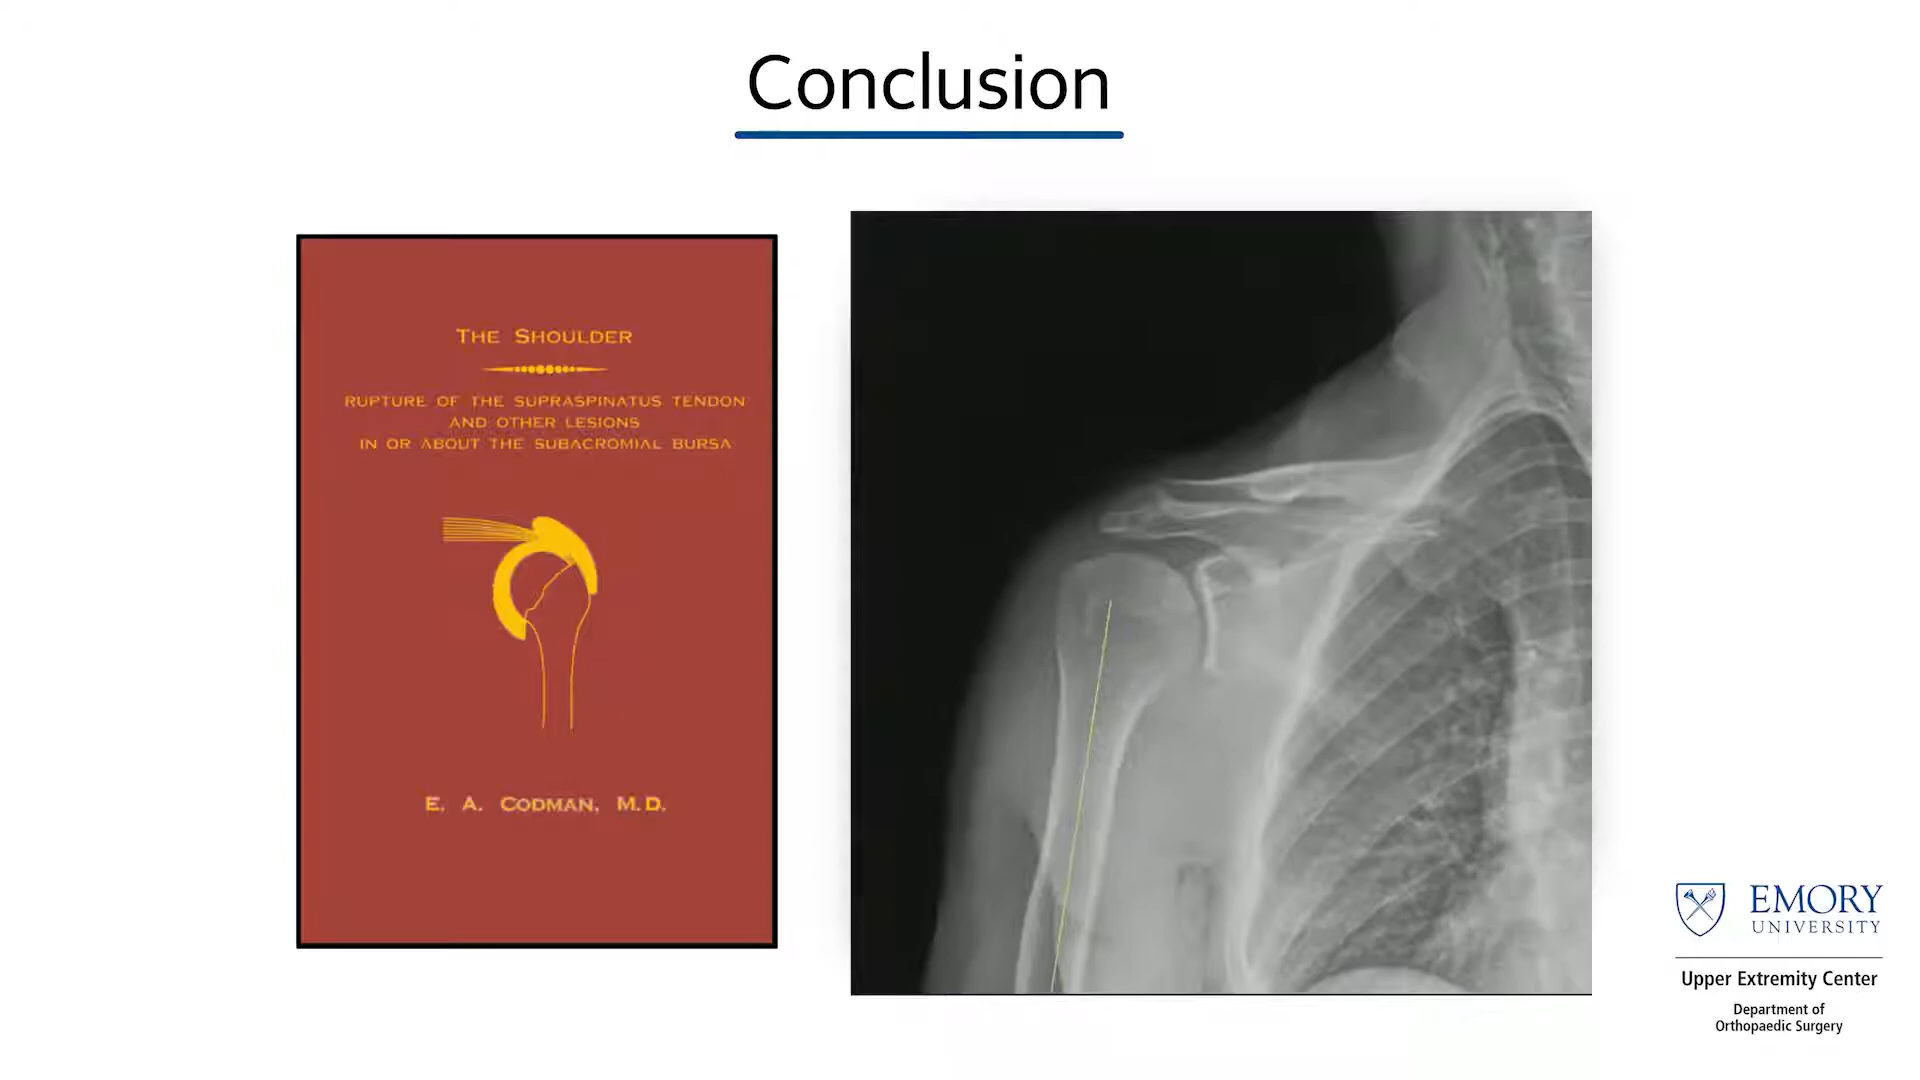 Conclusion
THE SHOULDER
RUPTURE OF THE SUPRASPINATUS TENDON
AND OTHER LESIONS
IN OR ABOUT THE SUBACROMIAL BURSA
E. A. CODMAN, M.D.
EMORY
UNIVERSITY
Upper Extremity Center
Department of
Orthopaedic Surgery